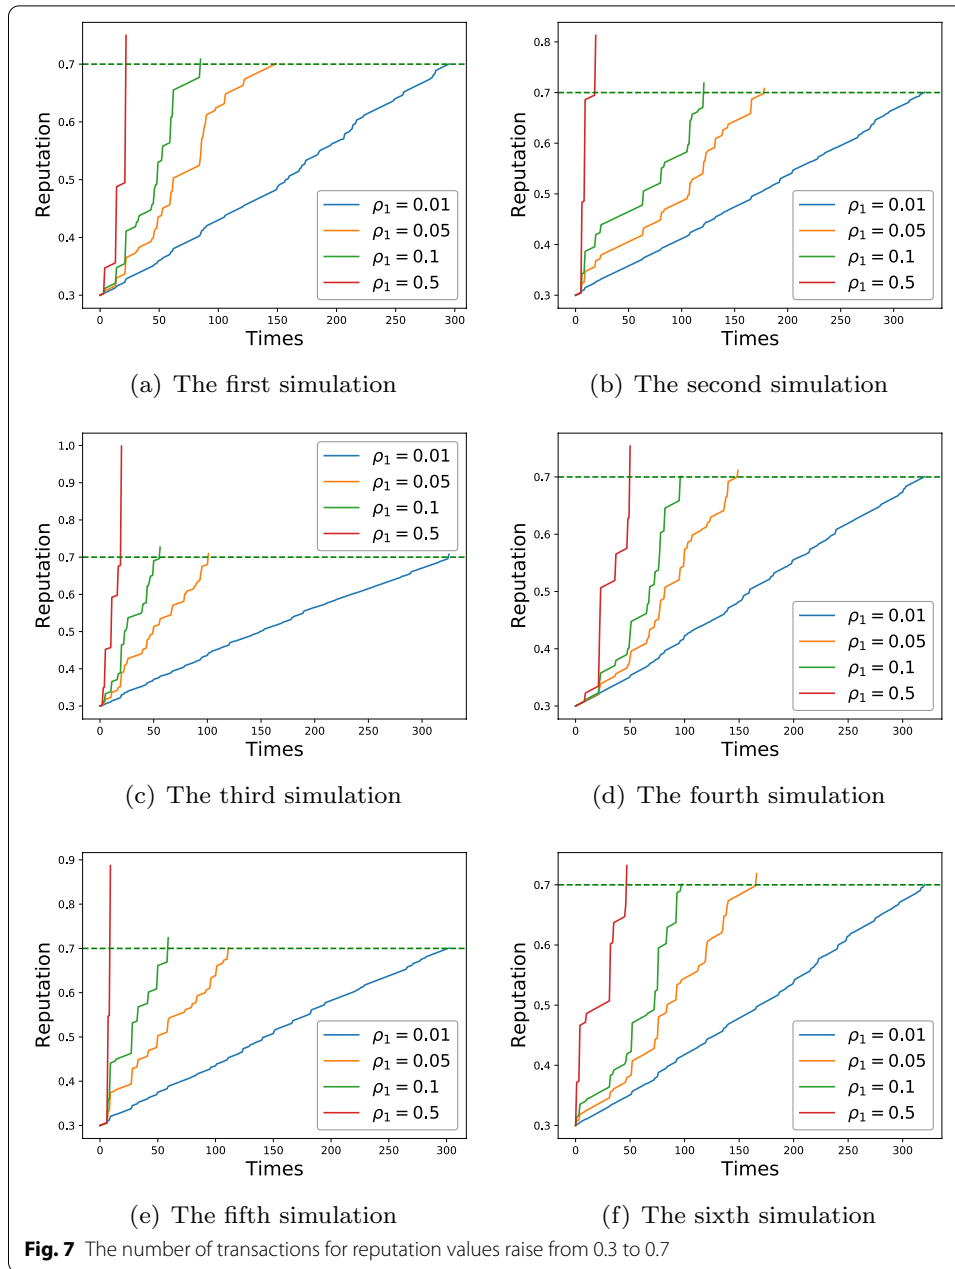 0.7
0.6
0.5
0.4
0.3
Reputation
0 50 100 150 200 250 300
Times
ρ₁ = 0.01
ρ₁ = 0.05
ρ₁ = 0.1
ρ₁ = 0.5
(a) The first simulation
0.8
0.7
0.6
0.5
0.4
0.3
Reputation
0 50 100 150 200 250 300
Times
ρ₁ = 0.01
ρ₁ = 0.05
ρ₁ = 0.1
ρ₁ = 0.5
(b) The second simulation
1.0
0.9
0.8
0.7
0.6
0.5
0.4
0.3
Reputation
0 50 100 150 200 250 300
Times
ρ₁ = 0.01
ρ₁ = 0.05
ρ₁ = 0.1
ρ₁ = 0.5
(c) The third simulation
0.7
0.6
0.5
0.4
0.3
Reputation
0 50 100 150 200 250 300
Times
ρ₁ = 0.01
ρ₁ = 0.05
ρ₁ = 0.1
ρ₁ = 0.5
(d) The fourth simulation
0.9
0.8
0.7
0.6
0.5
0.4
0.3
Reputation
0 50 100 150 200 250 300
Times
ρ₁ = 0.01
ρ₁ = 0.05
ρ₁ = 0.1
ρ₁ = 0.5
(e) The fifth simulation
0.7
0.6
0.5
0.4
0.3
Reputation
0 50 100 150 200 250 300
Times
ρ₁ = 0.01
ρ₁ = 0.05
ρ₁ = 0.1
ρ₁ = 0.5
(f) The sixth simulation
Fig. 7 The number of transactions for reputation values raise from 0.3 to 0.7